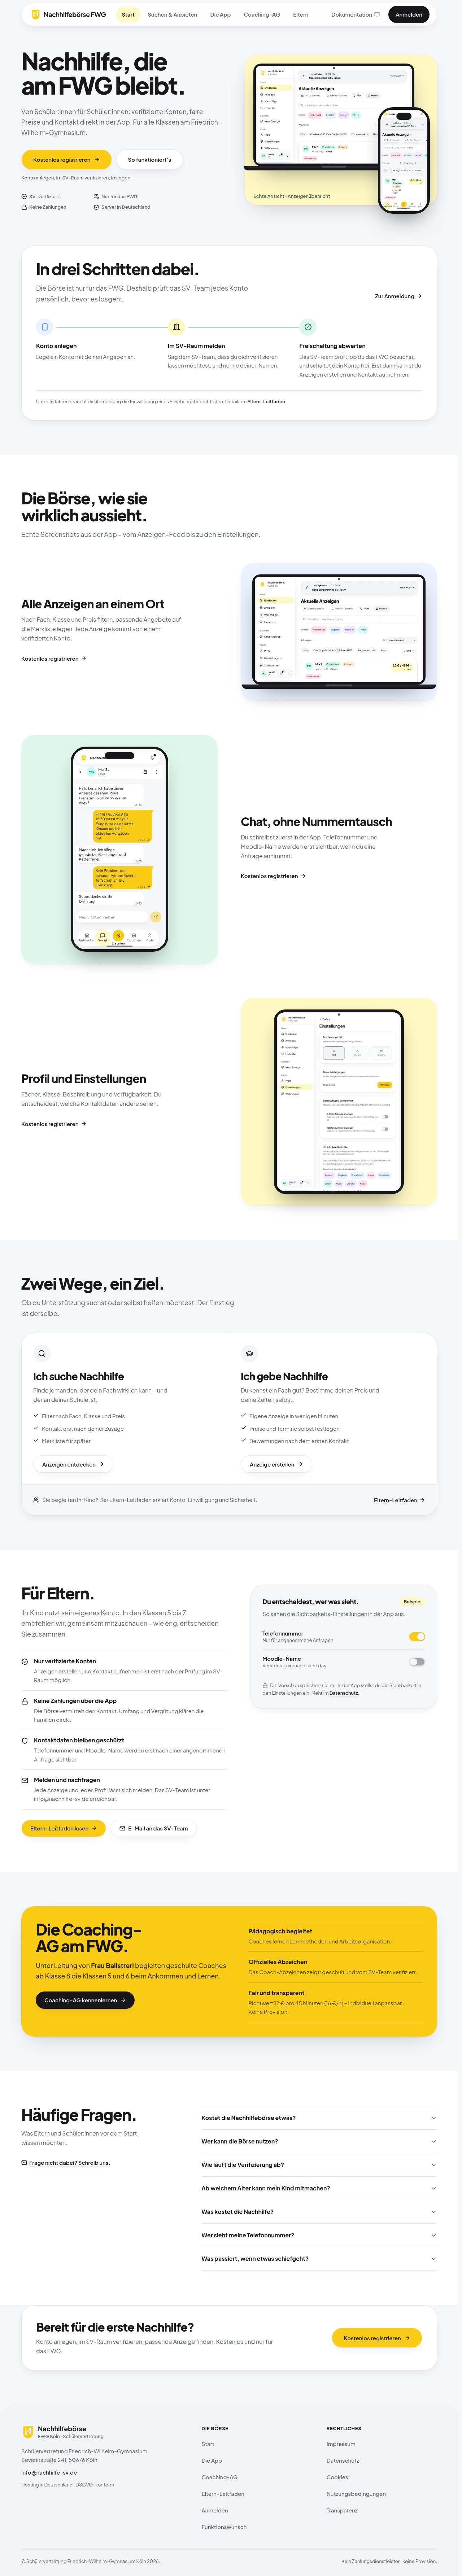 Nachhilfebörse FWG
Start
Suchen & Anbieten
Die App
Coaching-AG
Eltern
Dokumentation
Anmelden
Nachhilfe, die
am FWG bleibt.
Von Schüler:innen für Schüler:innen: verifizierte Konten, faire
Preise und Kontakt direkt in der App. Für alle Klassen am Friedrich-
Wilhelm-Gymnasium.
Kostenlos registrieren
So funktioniert's
Konto anlegen, im SV-Raum verifizieren, loslegen.
SV-verifiziert
Nur für das FWG
Keine Zahlungen
Server in Deutschland
Aktuelle Anzeigen
Echte Ansicht · Anzeigenübersicht
In drei Schritten dabei.
Die Börse ist nur für das FWG. Deshalb prüft das SV-Team jedes Konto
persönlich, bevor es losgeht.
Zur Anmeldung
Konto anlegen
Lege ein Konto mit deinen Angaben an.
Im SV-Raum melden
Sag dem SV-Team, dass du dich verifizieren
lassen möchtest, und nenne deinen Namen.
Freischaltung abwarten
Das SV-Team prüft, ob du das FWG besuchst,
und schaltet dein Konto frei. Erst dann kannst du
Anzeigen erstellen und Kontakt aufnehmen.
Unter 16 Jahren braucht die Anmeldung die Einwilligung eines Erziehungsberechtigten. Details im Eltern-Leitfaden
Die Börse, wie sie
wirklich aussieht.
Echte Screenshots aus der App – vom Anzeigen-Feed bis zu den Einstellungen.
Alle Anzeigen an einem Ort
Nach Fach, Klasse und Preis filtern, passende Angebote auf
die Merkliste legen. Jede Anzeige kommt von einem
verifizierten Konto.
Kostenlos registrieren
Aktuelle Anzeigen
Chat, ohne Nummerntausch
Du schreibst zuerst in der App. Telefonnummer und
Moodle-Name werden erst sichtbar, wenn du eine
Anfrage annimmst.
Kostenlos registrieren
Profil und Einstellungen
Fächer, Klasse, Beschreibung und Verfügbarkeit. Du
entscheidest, welche Kontaktdaten andere sehen.
Kostenlos registrieren
Einstellungen
Zwei Wege, ein Ziel.
Ob du Unterstützung suchst oder selbst helfen möchtest: Der Einstieg
ist derselbe.
Ich suche Nachhilfe
Finde jemanden, der dein Fach wirklich kann – und
der an deiner Schule ist.
Filter nach Fach, Klasse und Preis
Kontakt erst nach deiner Zusage
Merkliste für später
Anzeigen entdecken
Ich gebe Nachhilfe
Du kennst ein Fach gut? Bestimme deinen Preis und
deine Zeiten selbst.
Eigene Anzeige in wenigen Minuten
Preise und Termine selbst festlegen
Bewertungen nach dem ersten Kontakt
Anzeige erstellen
Sie begleiten Ihr Kind? Der Eltern-Leitfaden erklärt Konto, Einwilligung und Sicherheit.
Eltern-Leitfaden
Für Eltern.
Ihr Kind nutzt sein eigenes Konto. In den Klassen 5 bis 7
empfehlen wir, gemeinsam mitzuschauen – wie eng, entscheiden
Sie zusammen.
Nur verifizierte Konten
Anzeigen erstellen und Kontakt aufnehmen ist erst nach der Prüfung im SV-
Raum möglich.
Keine Zahlungen über die App
Die Börse vermittelt den Kontakt. Umfang und Vergütung klären die
Familien direkt.
Kontaktdaten bleiben geschützt
Telefonnummer und Moodle-Name werden erst nach einer angenommenen
Anfrage sichtbar.
Melden und nachfragen
Jede Anzeige und jedes Profil lässt sich melden. Das SV-Team ist unter
info@nachhilfe-sv.de erreichbar.
Eltern-Leitfaden lesen
E-Mail an das SV-Team
Du entscheidest, wer was sieht.
Beispiel
So sehen die Sichtbarkeits-Einstellungen in der App aus.
Telefonnummer
Nur für angenommene Anfragen
Moodle-Name
Versteckt: niemand sieht das
Die Vorschau speichert nichts. In der App stellst du die Sichtbarkeit in
den Einstellungen ein. Mehr im Datenschutz.
Die Coaching-
AG am FWG.
Unter Leitung von Frau Balistreri begleiten geschulte Coaches
ab Klasse 8 die Klassen 5 und 6 beim Ankommen und Lernen.
Coaching-AG kennenlernen
Pädagogisch begleitet
Coaches lernen Lernmethoden und Arbeitsorganisation.
Offizielles Abzeichen
Das Coach-Abzeichen zeigt: geschult und vom SV-Team verifiziert.
Fair und transparent
Richtwert 12 € pro 45 Minuten (16 €/h) – individuell anpassbar.
Keine Provision.
Häufige Fragen.
Was Eltern und Schüler:innen vor dem Start
wissen möchten.
Frage nicht dabei? Schreib uns.
Kostet die Nachhilfebörse etwas?
Wer kann die Börse nutzen?
Wie läuft die Verifizierung ab?
Ab welchem Alter kann mein Kind mitmachen?
Was kostet die Nachhilfe?
Wer sieht meine Telefonnummer?
Was passiert, wenn etwas schiefgeht?
Bereit für die erste Nachhilfe?
Konto anlegen, im SV-Raum verifizieren, passende Anzeige finden. Kostenlos und nur für
das FWG.
Kostenlos registrieren
Nachhilfebörse
FWG Köln · Schülervertretung
Schülervertretung Friedrich-Wilhelm-Gymnasium
Severinstraße 241, 50676 Köln
info@nachhilfe-sv.de
Hosting in Deutschland · DSGVO-konform
DIE BÖRSE
Start
Die App
Coaching-AG
Eltern-Leitfaden
Anmelden
Funktionswunsch
RECHTLICHES
Impressum
Datenschutz
Cookies
Nutzungsbedingungen
Transparenz
© Schülervertretung Friedrich-Wilhelm-Gymnasium Köln 2026.
Kein Zahlungsdienstleister · keine Provision.